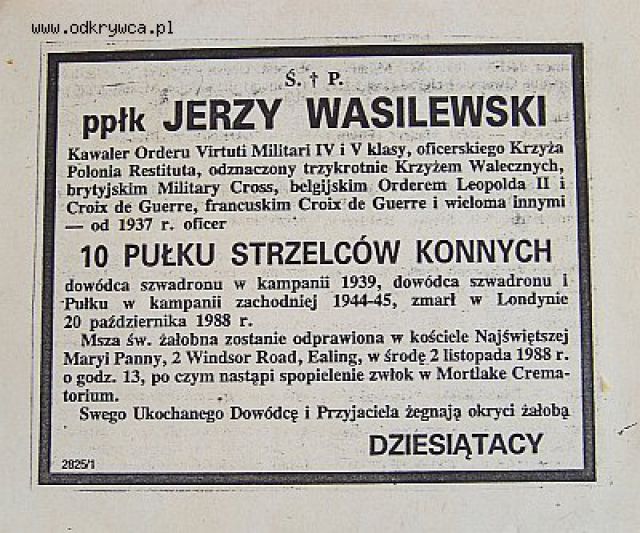 www.odkrywca.pl
Ś. † P.
ppłk JERZY WASILEWSKI
Kawaler Orderu Virtuti Militari IV i V klasy, oficerskiego Krzyża
Polonia Restituta, odznaczony trzykrotnie Krzyżem Walecznych,
brytyjskim Military Cross, belgijskim Orderem Leopolda II i
Croix de Guerre, francuskim Croix de Guerre i wieloma innymi
— od 1937 r. oficer
10 PUŁKU STRZELCÓW KONNYCH
dowódca szwadronu w kampanii 1939, dowódca szwadronu i
Pułku w kampanii zachodniej 1944-45, zmarł w Londynie
20 października 1988 r.
Msza św. żałobna zostanie odprawiona w kościele Najświętszej
Maryi Panny, 2 Windsor Road, Ealing, w środę 2 listopada 1988 r.
o godz. 13, po czym nastąpi spopielenie zwłok w Mortlake Crema-
torium.
Swego Ukochanego Dowódcę i Przyjaciela żegnają okryci żałobą
DZIESIĄTACY
2825/1